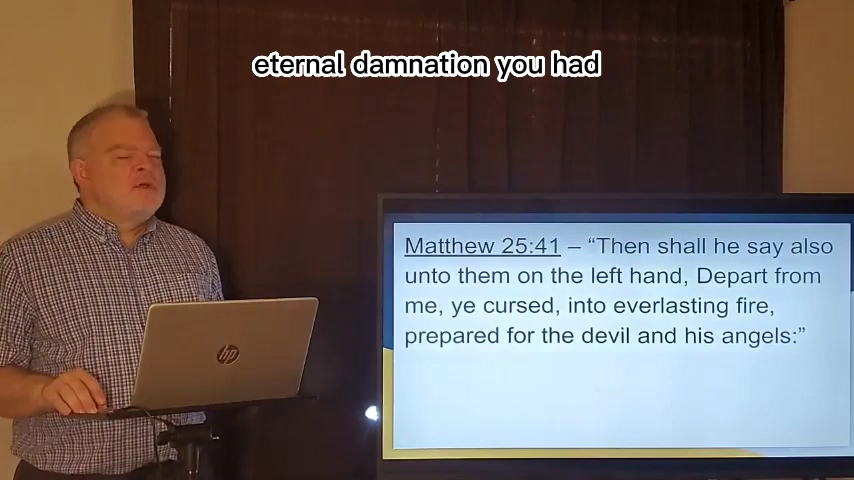 eternal damnation you had
Matthew 25:41 – “Then shall he say also
unto them on the left hand, Depart from
me, ye cursed, into everlasting fire,
prepared for the devil and his angels:”
hp